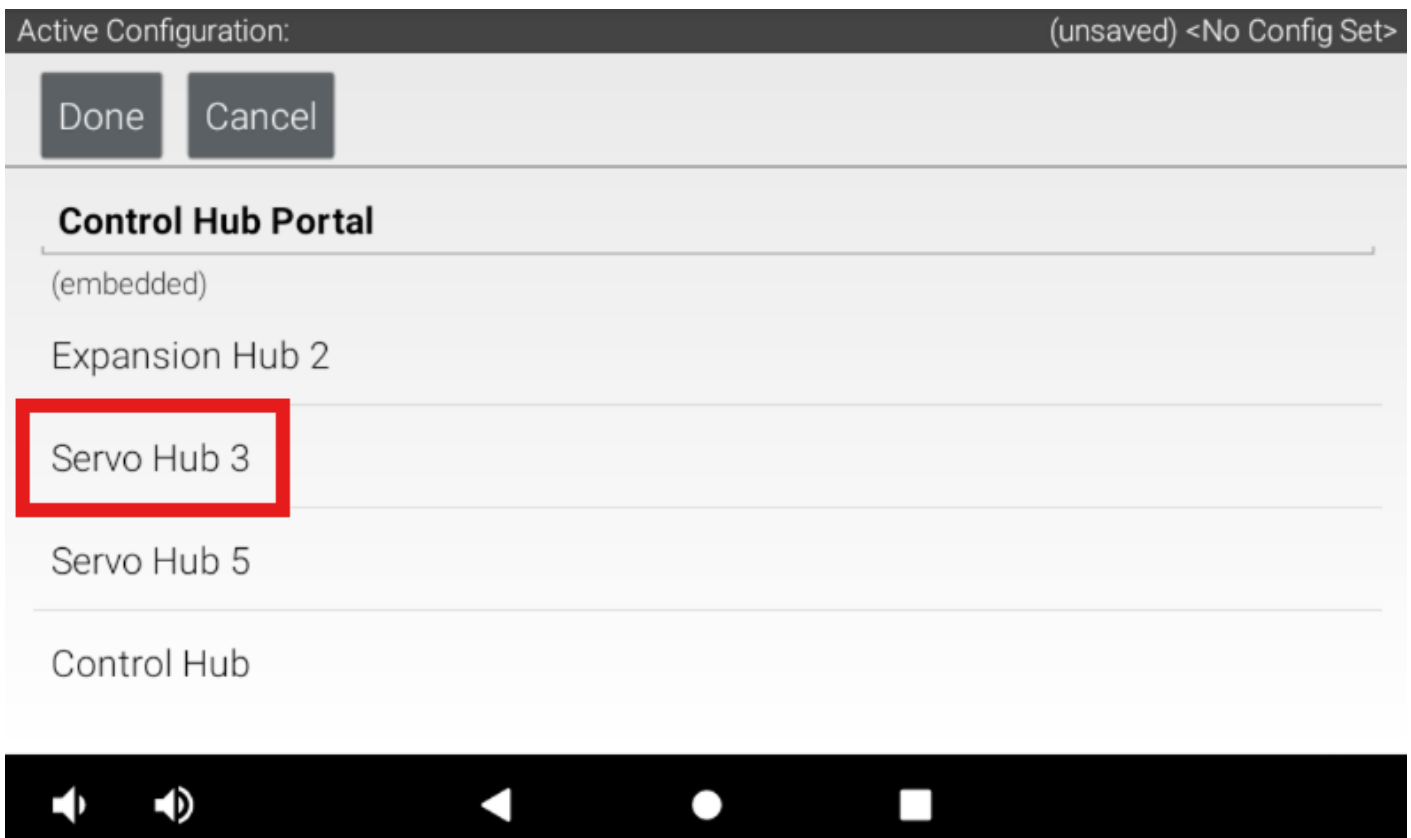 Active Configuration: (unsaved) <No Config Set>
Done Cancel
Control Hub Portal
(embedded)
Expansion Hub 2
Servo Hub 3
Servo Hub 5
Control Hub